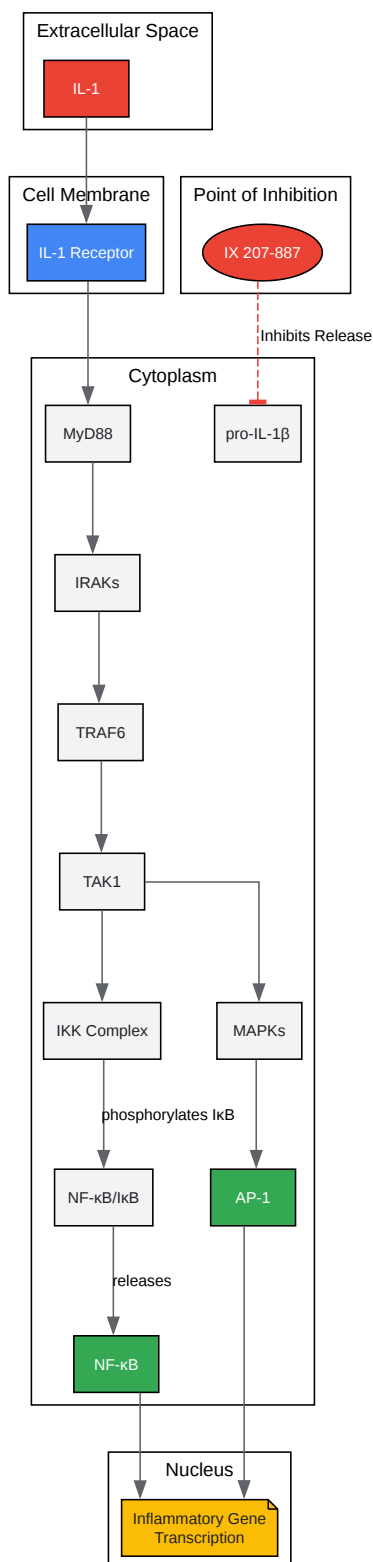 Extracellular Space
IL-1
Cell Membrane
IL-1 Receptor
Point of Inhibition
IX 207-887
Inhibits Release
Cytoplasm
MyD88
pro-IL-1β
IRAKs
TRAF6
TAK1
IKK Complex
MAPKs
phosphorylates IκB
NF-κB/IκB
AP-1
releases
NF-κB
Nucleus
Inflammatory Gene
Transcription